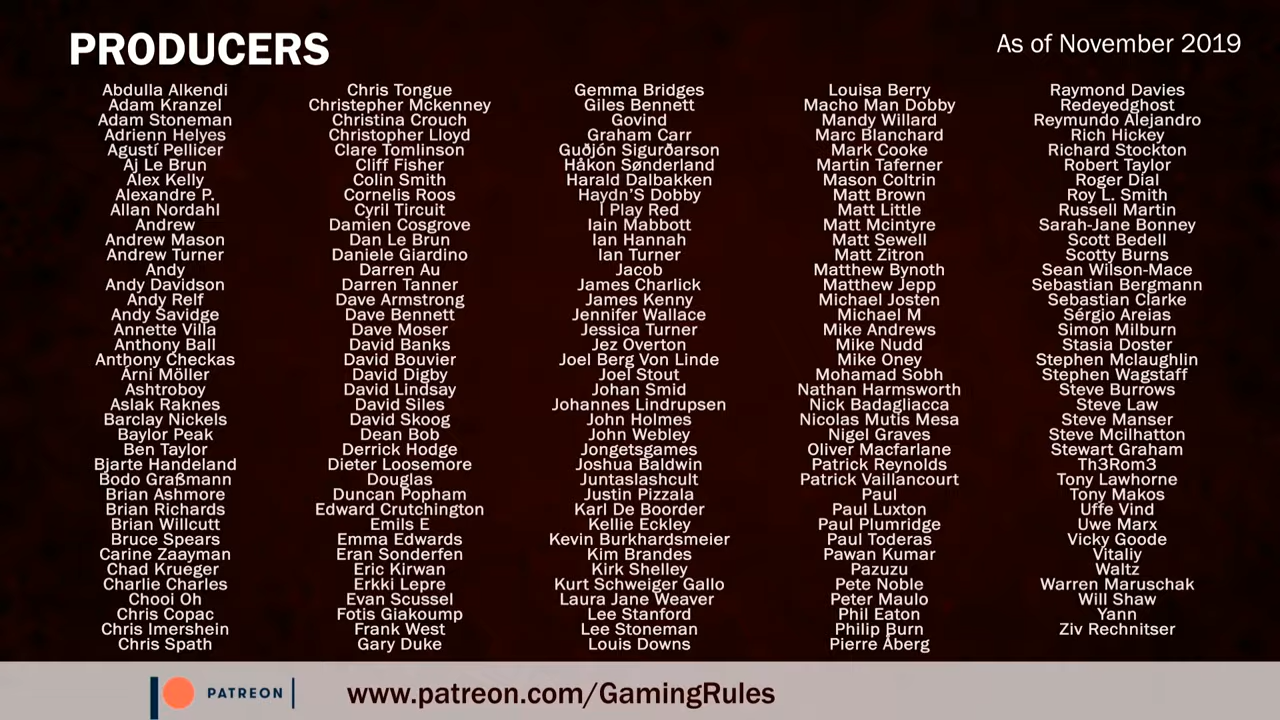 PRODUCERS
As of November 2019
Abdulla Alkendi
Adam Kranzel
Adam Stoneman
Adrienn Helyes
Agustí Pellicer
Aj Le Brun
Alex Kelly
Alexandre P.
Allan Nordahl
Andrew
Andrew Mason
Andrew Turner
Andy
Andy Davidson
Andy Relf
Andy Savidge
Annette Villa
Anthony Ball
Anthony Checkas
Árni Möller
Ashtroboy
Aslak Raknes
Barclay Nickels
Baylor Peak
Ben Taylor
Bjarte Handeland
Bodo Graßmann
Brian Ashmore
Brian Richards
Brian Willcutt
Bruce Spears
Carine Zaayman
Chad Krueger
Charlie Charles
Chooi Oh
Chris Copac
Chris Imershein
Chris Spath
Chris Tongue
Christepher Mckenney
Christina Crouch
Christopher Lloyd
Clare Tomlinson
Cliff Fisher
Colin Smith
Cornelis Roos
Cyril Tircuit
Damien Cosgrove
Dan Le Brun
Daniele Giardino
Darren Au
Darren Tanner
Dave Armstrong
Dave Bennett
Dave Moser
David Banks
David Bouvier
David Digby
David Lindsay
David Siles
David Skoog
Dean Bob
Derrick Hodge
Dieter Loosemore
Douglas
Duncan Popham
Edward Crutchington
Emils E
Emma Edwards
Eran Sonderfen
Eric Kirwan
Erkki Lepre
Evan Scussel
Fotis Giakoump
Frank West
Gary Duke
Gemma Bridges
Giles Bennett
Govind
Graham Carr
Guðjón Sigurðarson
Håkon Sønderland
Harald Dalbakken
Haydn'S Dobby
I Play Red
Iain Mabbott
Ian Hannah
Ian Turner
Jacob
James Charlick
James Kenny
Jennifer Wallace
Jessica Turner
Jez Overton
Joel Berg Von Linde
Joel Stout
Johan Smid
Johannes Lindrupsen
John Holmes
John Webley
Jongetsgames
Joshua Baldwin
Juntaslashcult
Justin Pizzala
Karl De Boorder
Kellie Eckley
Kevin Burkhardsmeier
Kim Brandes
Kirk Shelley
Kurt Schweiger Gallo
Laura Jane Weaver
Lee Stanford
Lee Stoneman
Louis Downs
Louisa Berry
Macho Man Dobby
Mandy Willard
Marc Blanchard
Mark Cooke
Martin Taferner
Mason Coltrin
Matt Brown
Matt Little
Matt Mcintyre
Matt Sewell
Matt Zitron
Matthew Bynoth
Matthew Jepp
Michael Josten
Michael M
Mike Andrews
Mike Nudd
Mike Oney
Mohamad Sobh
Nathan Harmsworth
Nick Badagliacca
Nicolas Mutis Mesa
Nigel Graves
Oliver Macfarlane
Patrick Reynolds
Patrick Vaillancourt
Paul
Paul Luxton
Paul Plumridge
Paul Toderas
Pawan Kumar
Pazuzu
Pete Noble
Peter Maulo
Phil Eaton
Philip Burn
Pierre Åberg
Raymond Davies
Redeyedghost
Reymundo Alejandro
Rich Hickey
Richard Stockton
Robert Taylor
Roger Dial
Roy L. Smith
Russell Martin
Sarah-Jane Bonney
Scott Bedell
Scotty Burns
Sean Wilson-Mace
Sebastian Bergmann
Sebastian Clarke
Sérgio Areias
Simon Milburn
Stasia Doster
Stephen Mclaughlin
Stephen Wagstaff
Steve Burrows
Steve Law
Steve Manser
Steve Mcilhatton
Stewart Graham
Th3Rom3
Tony Lawhorne
Tony Makos
Uffe Vind
Uwe Marx
Vicky Goode
Vitaliy
Waltz
Warren Maruschak
Will Shaw
Yann
Ziv Rechnitser
PATREON
www.patreon.com/GamingRules